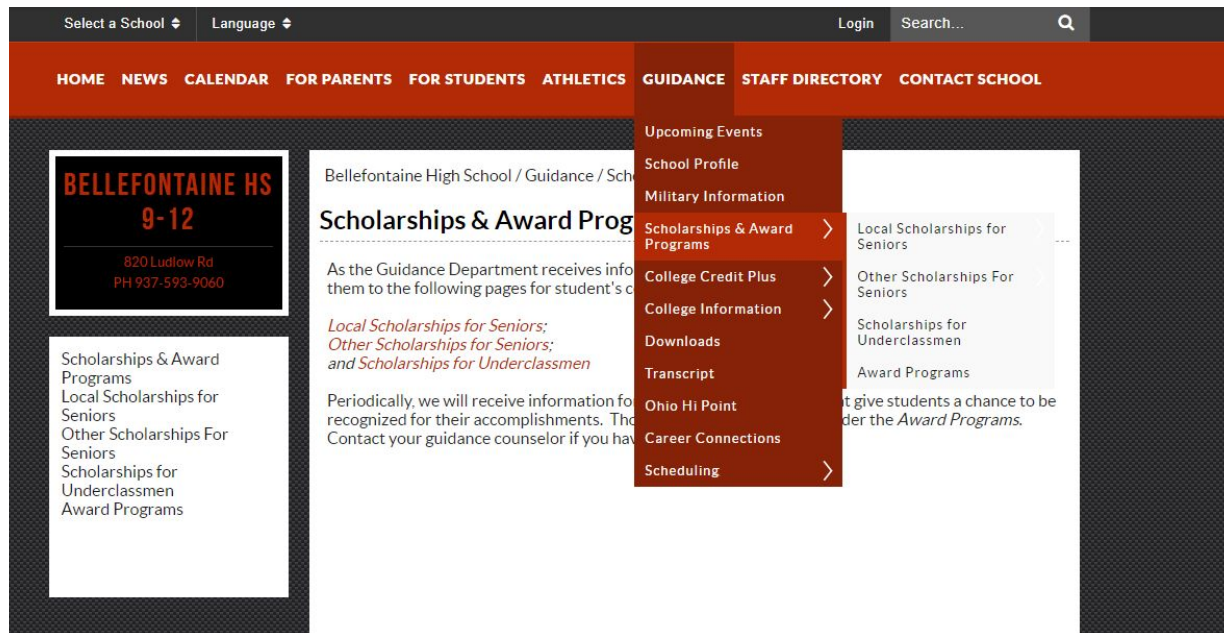 Select a School Language Login Search...
HOME NEWS CALENDAR FOR PARENTS FOR STUDENTS ATHLETICS GUIDANCE STAFF DIRECTORY CONTACT SCHOOL
BELLEFONTAINE HS
9-12
820 Ludlow Rd
PH 937-593-9060
Scholarships & Award
Programs
Local Scholarships for
Seniors
Other Scholarships For
Seniors
Scholarships for
Underclassmen
Award Programs
Bellefontaine High School / Guidance /
Scholarships & Award
As the Guidance Department receives
them to the following pages for student's
Local Scholarships for Seniors;
Other Scholarships for Seniors;
and Scholarships for Underclassmen
Periodically, we will receive information give students a chance to be
recognized for their accomplishments. the Award Programs.
Contact your guidance counselor if you
Upcoming Events
School Profile
Military Information
Scholarships & Award
Programs
College Credit Plus
College Information
Downloads
Transcript
Ohio Hi Point
Career Connections
Scheduling
Local Scholarships for
Seniors
Other Scholarships For
Seniors
Scholarships for
Underclassmen
Award Programs